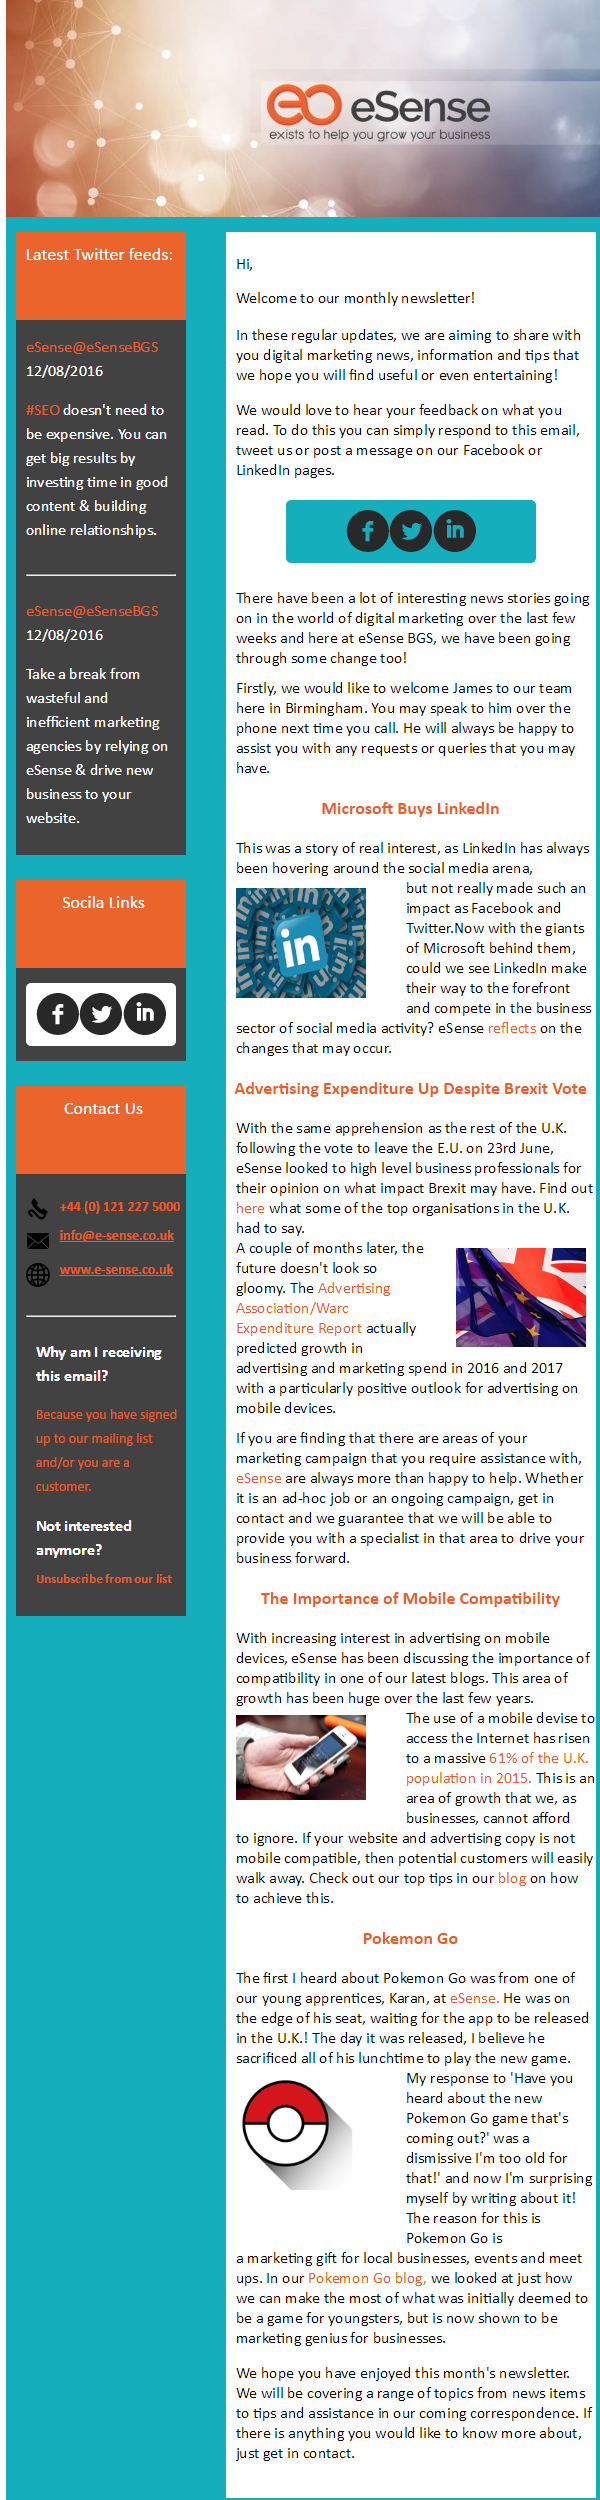 eSense
exists to help you grow your business
Latest Twitter feeds:
eSense@eSenseBGS
12/08/2016
#SEO doesn't need to
be expensive. You can
get big results by
investing time in good
content & building
online relationships.
eSense@eSenseBGS
12/08/2016
Take a break from
wasteful and
inefficient marketing
agencies by relying on
eSense & drive new
business to your
website.
Socila Links
Contact Us
+44 (0) 121 227 5000
info@e-sense.co.uk
www.e-sense.co.uk
Why am I receiving
this email?
Because you have signed
up to our mailing list
and/or you are a
customer.
Not interested
anymore?
Unsubscribe from our list
Hi,
Welcome to our monthly newsletter!
In these regular updates, we are aiming to share with
you digital marketing news, information and tips that
we hope you will find useful or even entertaining!
We would love to hear your feedback on what you
read. To do this you can simply respond to this email,
tweet us or post a message on our Facebook or
LinkedIn pages.
There have been a lot of interesting news stories going
on in the world of digital marketing over the last few
weeks and here at eSense BGS, we have been going
through some change too!
Firstly, we would like to welcome James to our team
here in Birmingham. You may speak to him over the
phone next time you call. He will always be happy to
assist you with any requests or queries that you may
have.
Microsoft Buys LinkedIn
This was a story of real interest, as LinkedIn has always
been hovering around the social media arena,
but not really made such an
impact as Facebook and
Twitter.Now with the giants
of Microsoft behind them,
could we see LinkedIn make
their way to the forefront
and compete in the business
sector of social media activity? eSense reflects on the
changes that may occur.
Advertising Expenditure Up Despite Brexit Vote
With the same apprehension as the rest of the U.K.
following the vote to leave the E.U. on 23rd June,
eSense looked to high level business professionals for
their opinion on what impact Brexit may have. Find out
here what some of the top organisations in the U.K.
had to say.
A couple of months later, the
future doesn't look so
gloomy. The Advertising
Association/Warc
Expenditure Report actually
predicted growth in
advertising and marketing spend in 2016 and 2017
with a particularly positive outlook for advertising on
mobile devices.
If you are finding that there are areas of your
marketing campaign that you require assistance with,
eSense are always more than happy to help. Whether
it is an ad-hoc job or an ongoing campaign, get in
contact and we guarantee that we will be able to
provide you with a specialist in that area to drive your
business forward.
The Importance of Mobile Compatibility
With increasing interest in advertising on mobile
devices, eSense has been discussing the importance of
compatibility in one of our latest blogs. This area of
growth has been huge over the last few years.
The use of a mobile devise to
access the Internet has risen
to a massive 61% of the U.K.
population in 2015. This is an
area of growth that we, as
businesses, cannot afford
to ignore. If your website and advertising copy is not
mobile compatible, then potential customers will easily
walk away. Check out our top tips in our blog on how
to achieve this.
Pokemon Go
The first I heard about Pokemon Go was from one of
our young apprentices, Karan, at eSense. He was on
the edge of his seat, waiting for the app to be released
in the U.K.! The day it was released, I believe he
sacrificed all of his lunchtime to play the new game.
My response to 'Have you
heard about the new
Pokemon Go game that's
coming out?' was a
dismissive I'm too old for
that!' and now I'm surprising
myself by writing about it!
The reason for this is
Pokemon Go is
a marketing gift for local businesses, events and meet
ups. In our Pokemon Go blog, we looked at just how
we can make the most of what was initially deemed to
be a game for youngsters, but is now shown to be
marketing genius for businesses.
We hope you have enjoyed this month's newsletter.
We will be covering a range of topics from news items
to tips and assistance in our coming correspondence. If
there is anything you would like to know more about,
just get in contact.